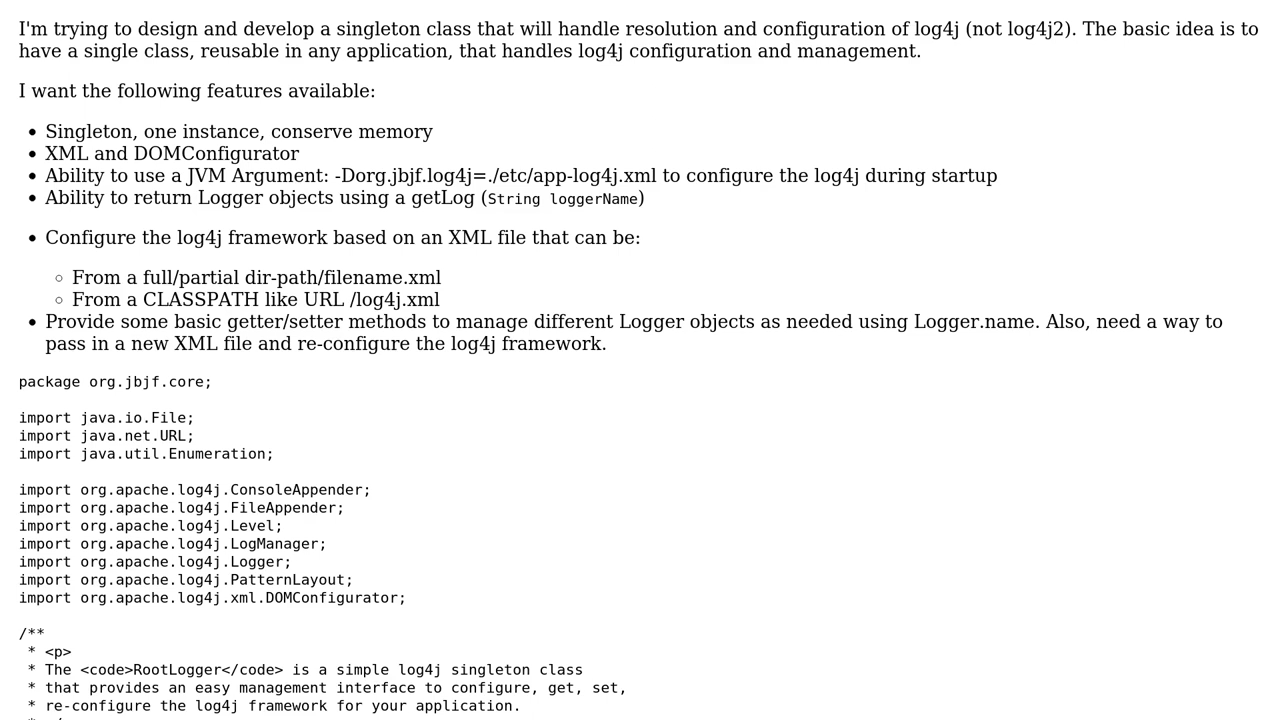 I'm trying to design and develop a singleton class that will handle resolution and configuration of log4j (not log4j2). The basic idea is to
have a single class, reusable in any application, that handles log4j configuration and management.
I want the following features available:
• Singleton, one instance, conserve memory
• XML and DOMConfigurator
• Ability to use a JVM Argument: -Dorg.jbjf.log4j=./etc/app-log4j.xml to configure the log4j during startup
• Ability to return Logger objects using a getLog (String loggerName)
• Configure the log4j framework based on an XML file that can be:
◦ From a full/partial dir-path/filename.xml
◦ From a CLASSPATH like URL /log4j.xml
• Provide some basic getter/setter methods to manage different Logger objects as needed using Logger.name. Also, need a way to
pass in a new XML file and re-configure the log4j framework.
package org.jbjf.core;
import java.io.File;
import java.net.URL;
import java.util.Enumeration;
import org.apache.log4j.ConsoleAppender;
import org.apache.log4j.FileAppender;
import org.apache.log4j.Level;
import org.apache.log4j.LogManager;
import org.apache.log4j.Logger;
import org.apache.log4j.PatternLayout;
import org.apache.log4j.xml.DOMConfigurator;
/**
* <p>
* The <code>RootLogger</code> is a simple log4j singleton class
* that provides an easy management interface to configure, get, set,
* re-configure the log4j framework for your application.